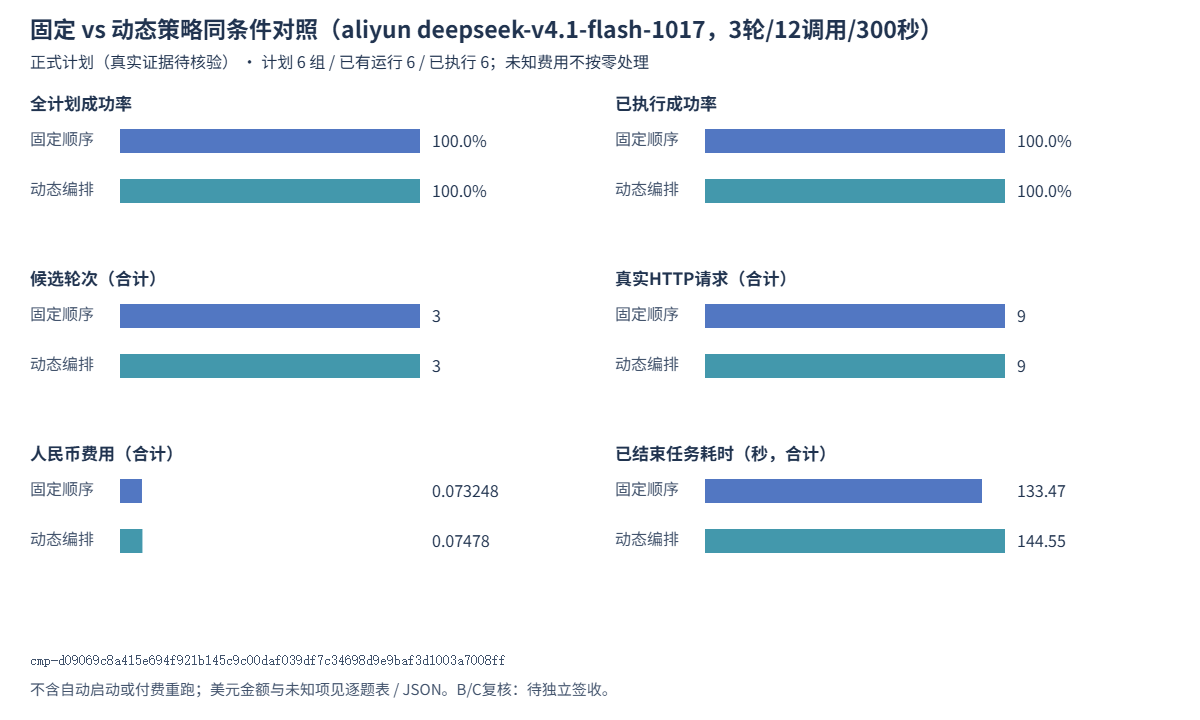 固定 vs 动态策略同条件对照（aliyun deepseek-v4.1-flash-1017，3轮/12调用/300秒）
正式计划（真实证据待核验） · 计划 6 组 / 已有运行 6 / 已执行 6；未知费用不按零处理
全计划成功率
固定顺序 100.0%
动态编排 100.0%
已执行成功率
固定顺序 100.0%
动态编排 100.0%
候选轮次（合计）
固定顺序 3
动态编排 3
真实HTTP请求（合计）
固定顺序 9
动态编排 9
人民币费用（合计）
固定顺序 0.073248
动态编排 0.07478
已结束任务耗时（秒，合计）
固定顺序 133.47
动态编排 144.55
cmp-d09069c8a415e694f921b145c9c00daf039df7c34698d9e9baf3d1003a7008ff
不含自动启动或付费重跑；美元金额与未知项见逐题表 / JSON。B/C复核：待独立签收。